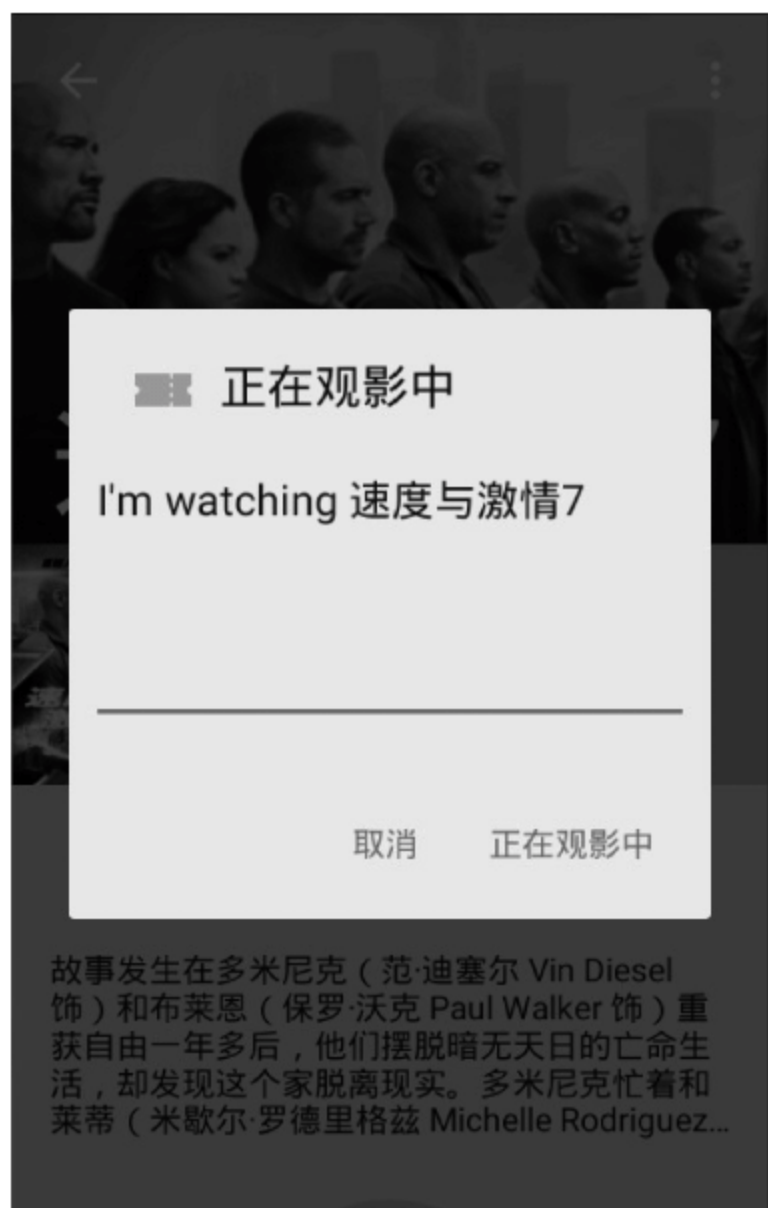 正在观影中
I'm watching 速度与激情7
取消 正在观影中
故事发生在多米尼克（范·迪塞尔 Vin Diesel
饰）和布莱恩（保罗·沃克 Paul Walker 饰）重
获自由一年多后，他们摆脱暗无天日的亡命生
活，却发现这个家脱离现实。多米尼克忙着和
莱蒂（米歇尔·罗德里格兹 Michelle Rodriguez...